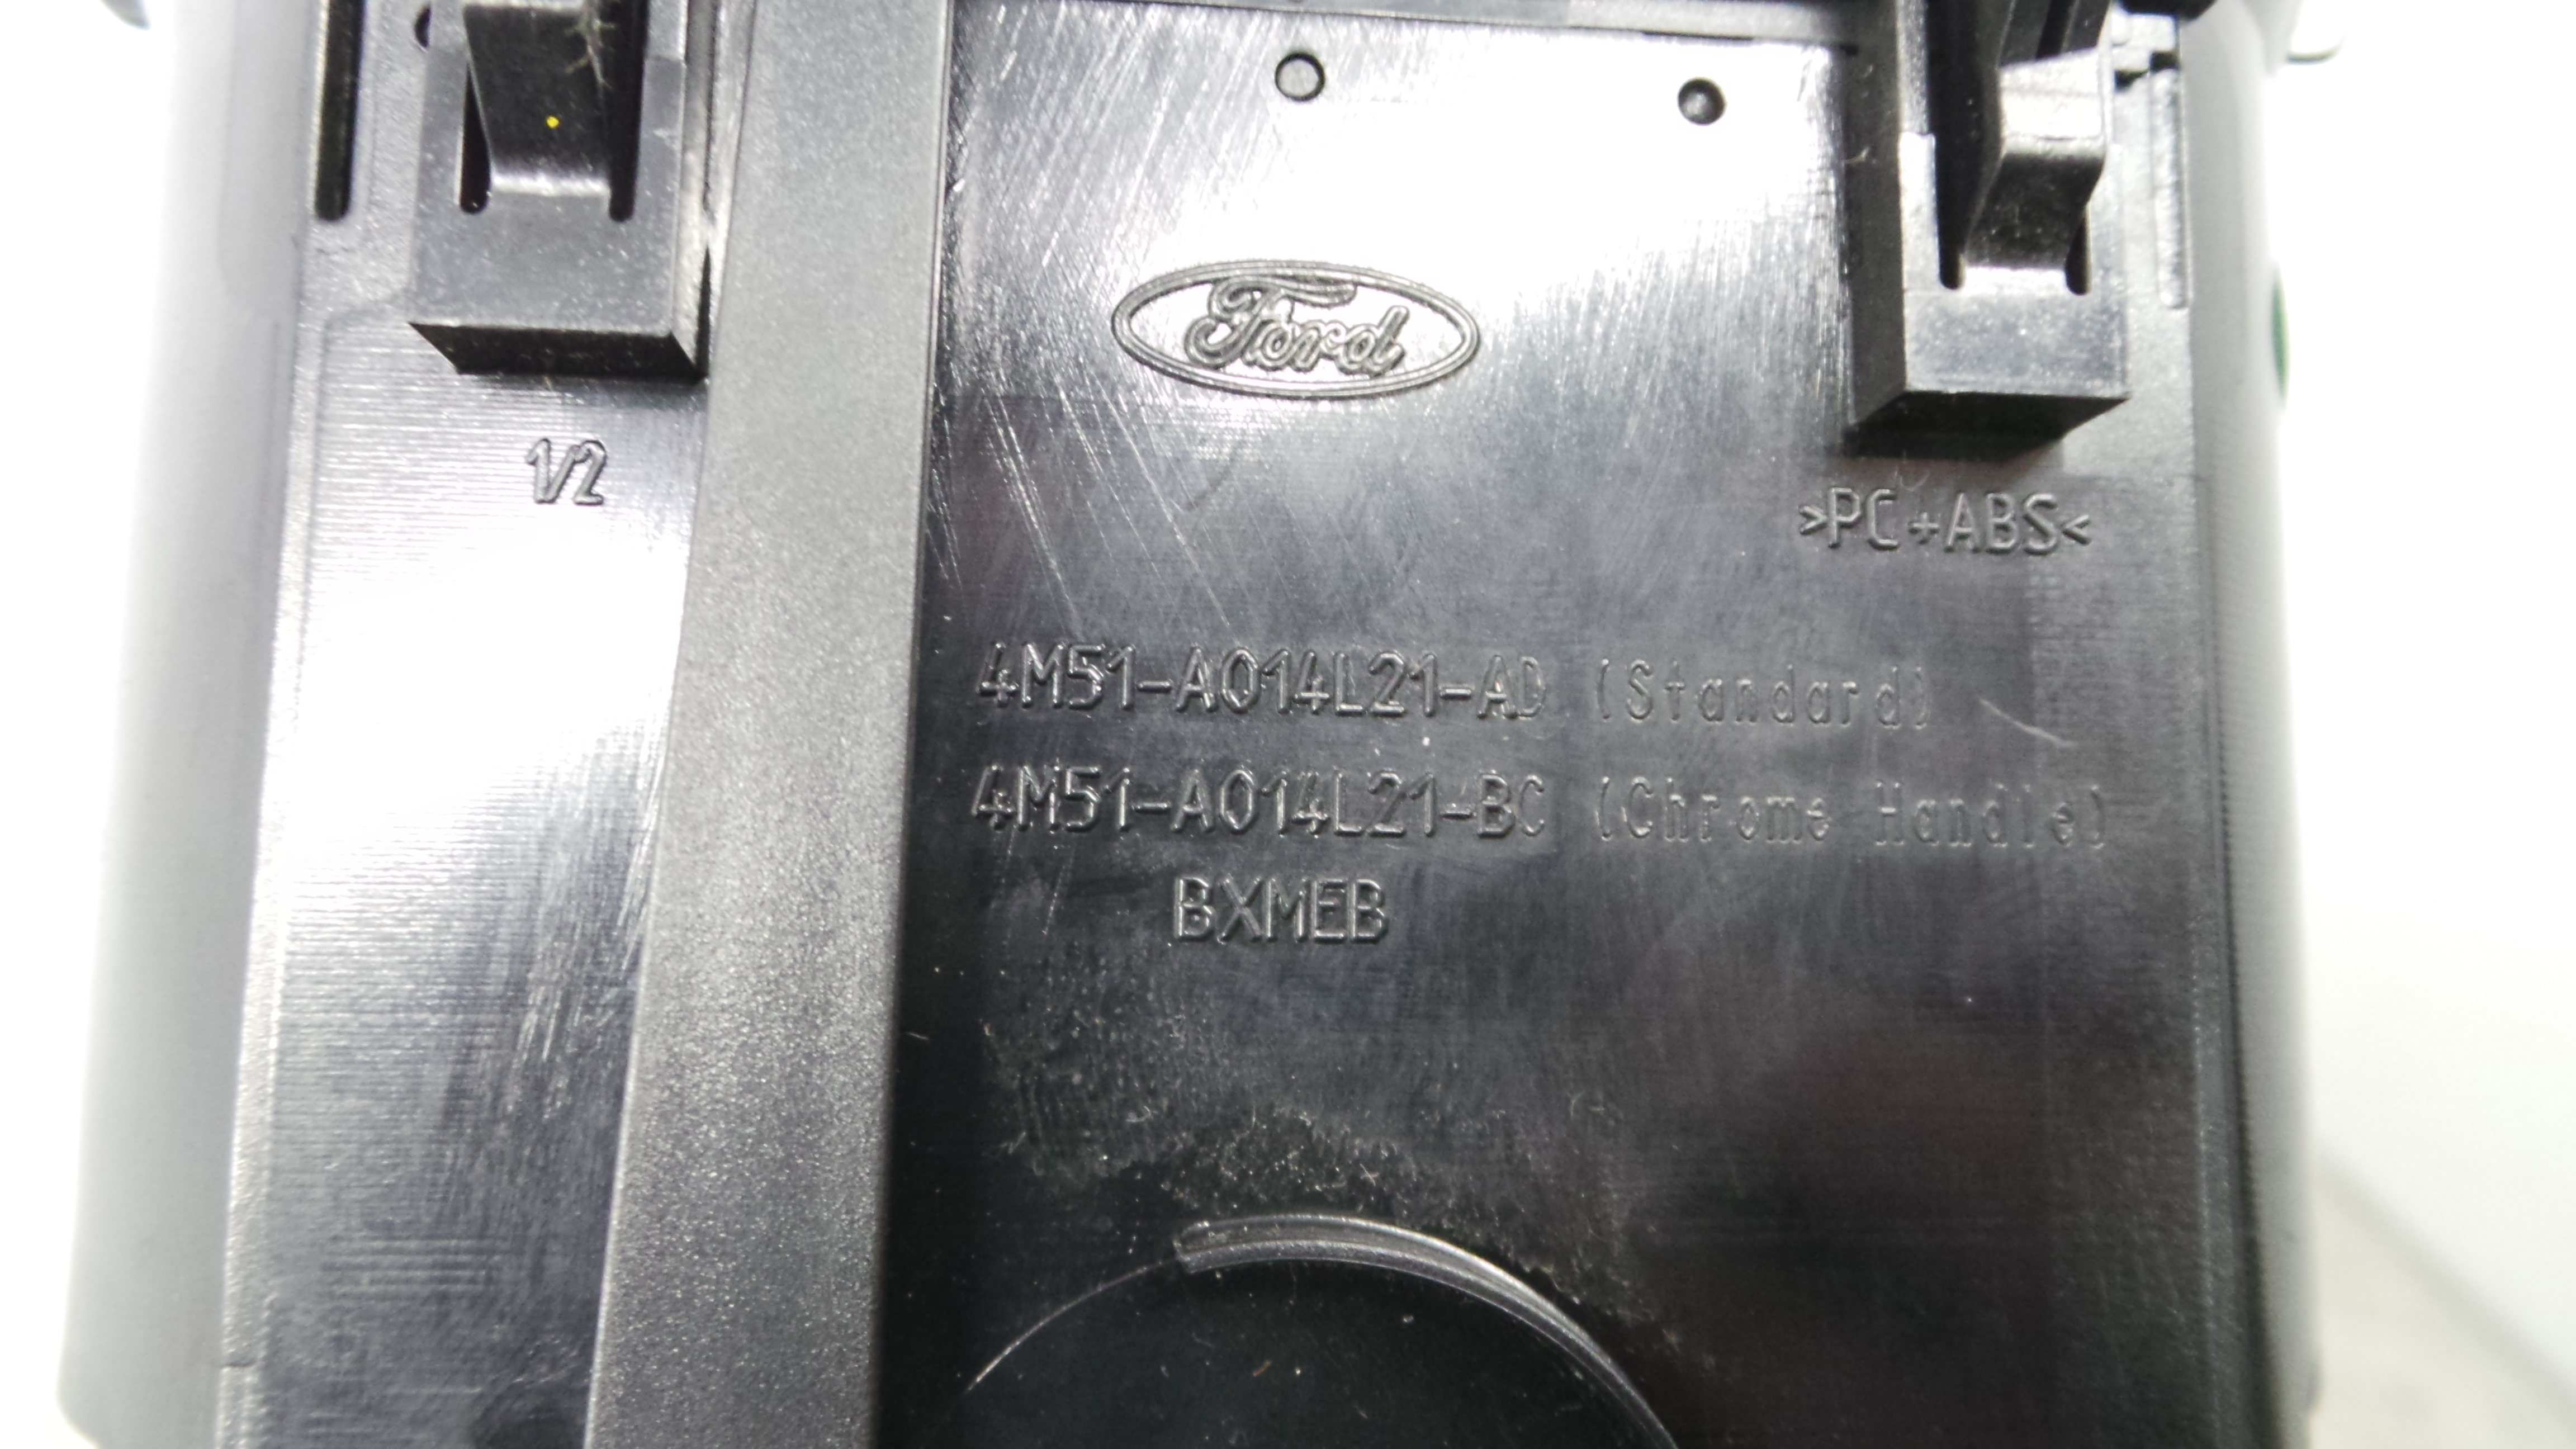 Ford
1/2
>PC+ABS<
4M51-A014L21-AD (Standard)
4M51-A014L21-BC (Chrome Handle)
BXMEB